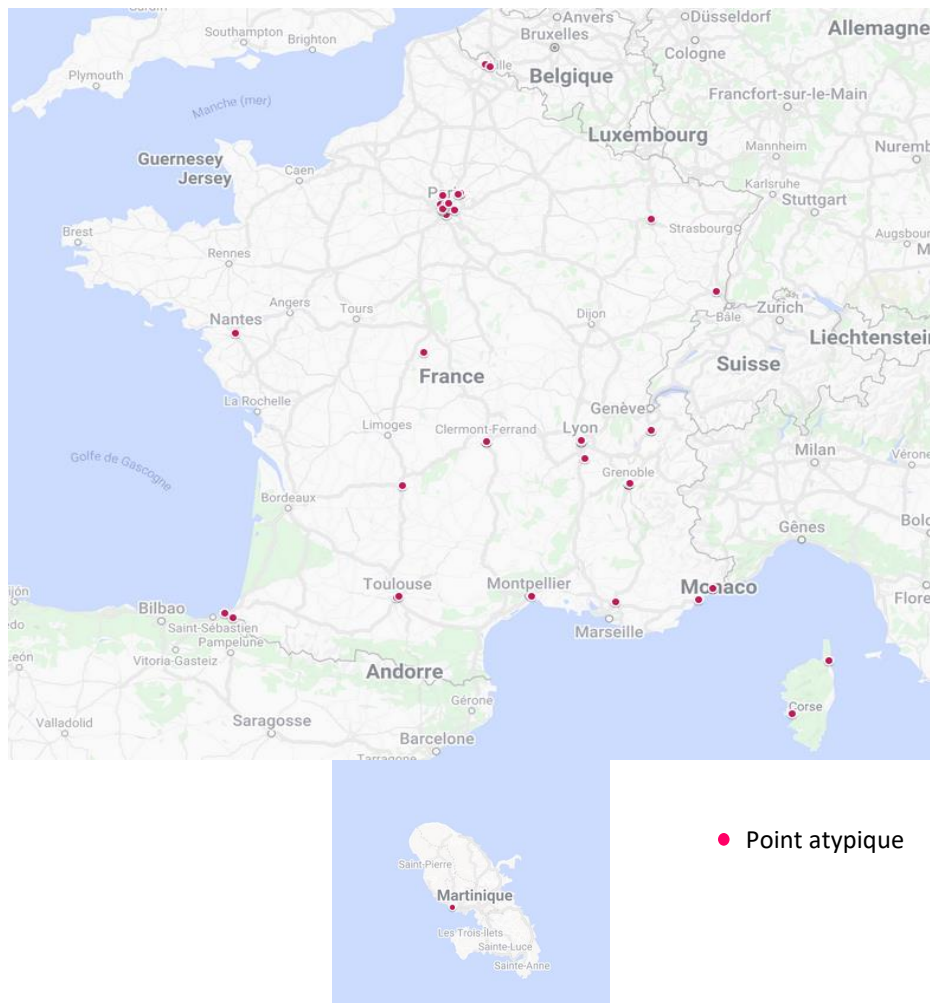 Southampton
Brighton
Plymouth
Anvers
Bruxelles
Düsseldorf
Cologne
Allemagne
Belgique
Francfort-sur-le-Main
Manche (mer)
Luxembourg
Mannheim
Guernesey
Jersey
Caen
Karlsruhe
Stuttgart
Brest
Rennes
Strasbourg
Angers
Tours
Nantes
Dijon
Bâle
Zurich
Liechtenstein
Suisse
France
La Rochelle
Genève
Limoges
Clermont-Ferrand
Lyon
Milan
Golfe de Gascogne
Grenoble
Bordeaux
Gênes
Toulouse
Montpellier
Monaco
Bilbao
Saint-Sébastien
Marseille
Pampelune
Vitoria-Gasteiz
Andorre
Gérone
Corse
Valladolid
Saragosse
Barcelone
Saint-Pierre
Martinique
Les Trois-Îlets
Sainte-Luce
Sainte-Anne
Point atypique